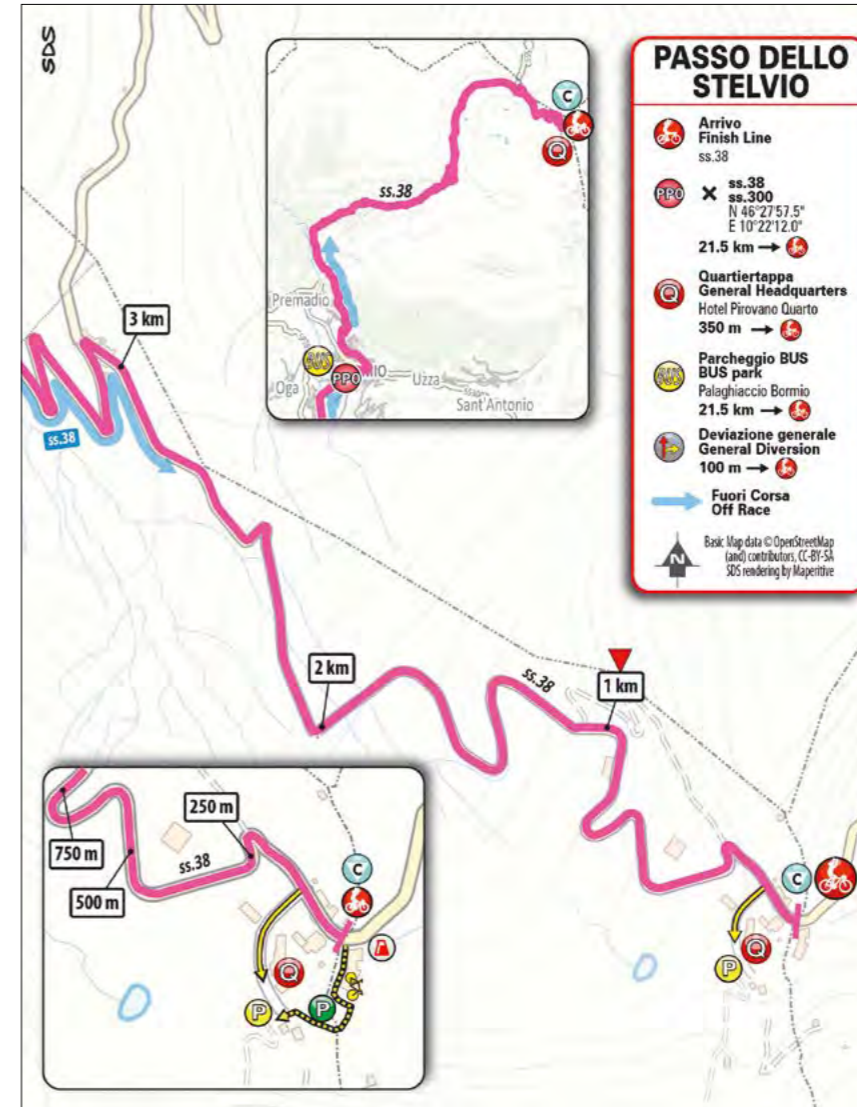 SDS
PASSO DELLO
STELVIO
Arrivo
Finish Line
ss.38
PPO
ss.38
ss.300
N 46°27'57.5"
E 10°22'12.0"
21.5 km
Q
Quartiertappa
General Headquarters
Hotel Pirovano Quarto
350 m
BUS
Parcheggio BUS
BUS park
Palaghiaccio Bormio
21.5 km
Deviazione generale
General Diversion
100 m
Fuori Corsa
Off Race
N
Basic Map data © OpenStreetMap
(and) contributors, CC-BY-SA
SDS rendering by Maperitive
C
Q
ss.38
Premadio
BUS
PPO
Oga
Uzza
Sant'Antonio
3 km
ss.38
2 km
ss.38
1 km
C
Q
P
750 m
500 m
ss.38
250 m
C
Q
P
P